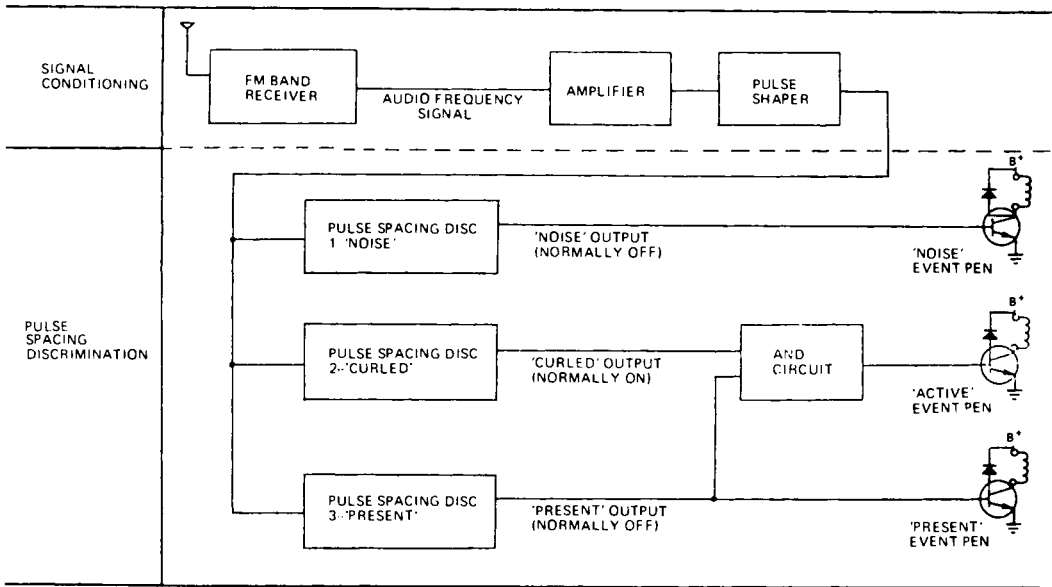 SIGNAL
CONDITIONING
FM BAND
RECEIVER
AUDIO FREQUENCY
SIGNAL
AMPLIFIER
PULSE
SHAPER
PULSE
SPACING
DISCRIMINATION
PULSE SPACING DISC
1 'NOISE'
'NOISE' OUTPUT
(NORMALLY OFF)
B+
'NOISE'
EVENT PEN
PULSE SPACING DISC
2--'CURLED'
'CURLED' OUTPUT
(NORMALLY ON)
AND
CIRCUIT
B+
'ACTIVE'
EVENT PEN
PULSE SPACING DISC
3--'PRESENT'
'PRESENT' OUTPUT
(NORMALLY OFF)
B+
'PRESENT'
EVENT PEN